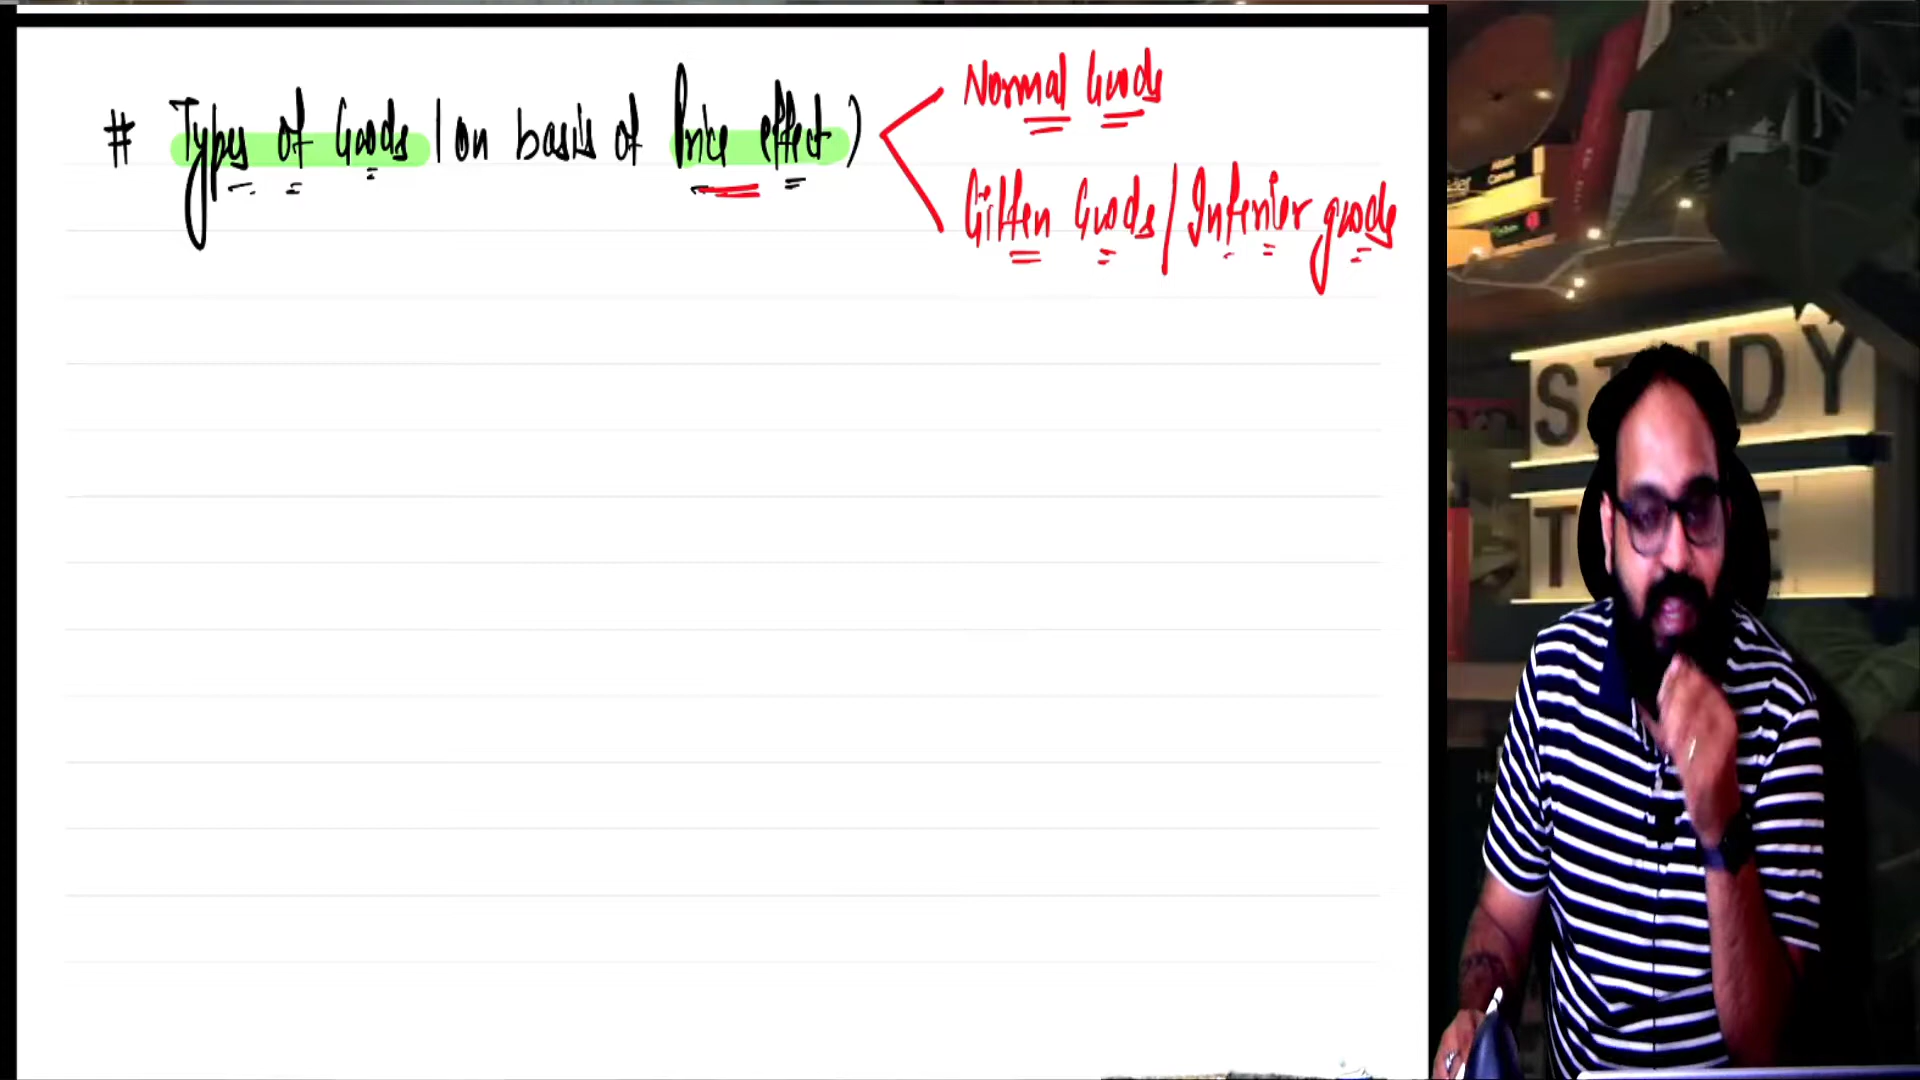 # Types of Goods (on basis of Price effect)
Normal Goods
Giffen Goods / Inferior goods
STUDY